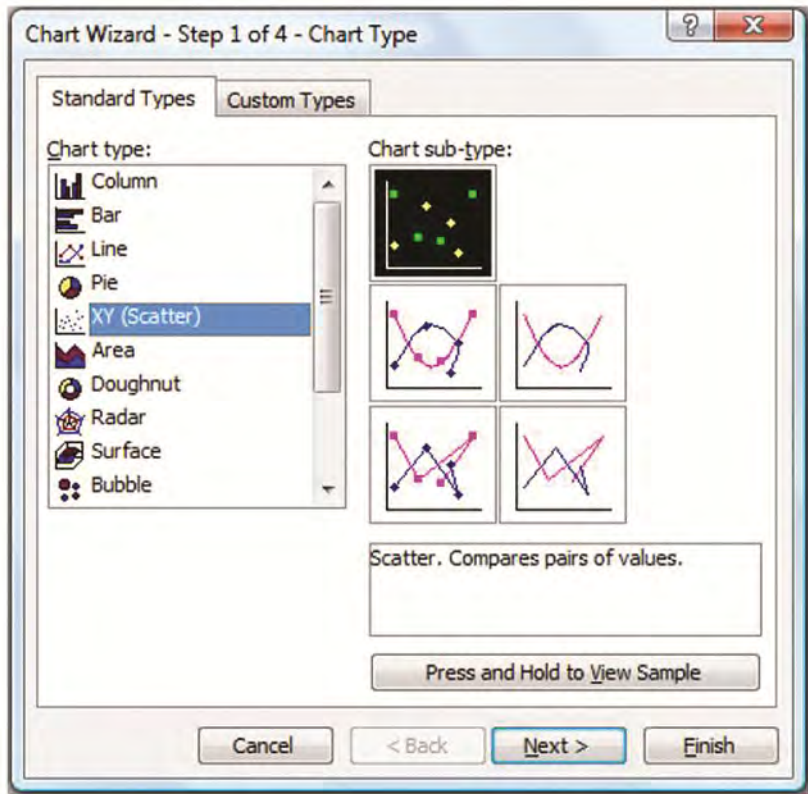 Chart Wizard - Step 1 of 4 - Chart Type
?
Standard Types
Custom Types
Chart type:
Column
Bar
Line
Pie
XY (Scatter)
Area
Doughnut
Radar
Surface
Bubble
Chart sub-type:
Scatter. Compares pairs of values.
Press and Hold to View Sample
Cancel
< Back
Next >
Finish